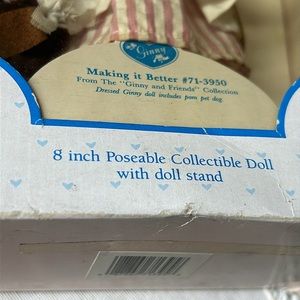 Ginny
Making it Better #71-3950
From The "Ginny and Friends" Collection
Dressed Ginny doll includes pom pet dog.
8 inch Poseable Collectible Doll
with doll stand